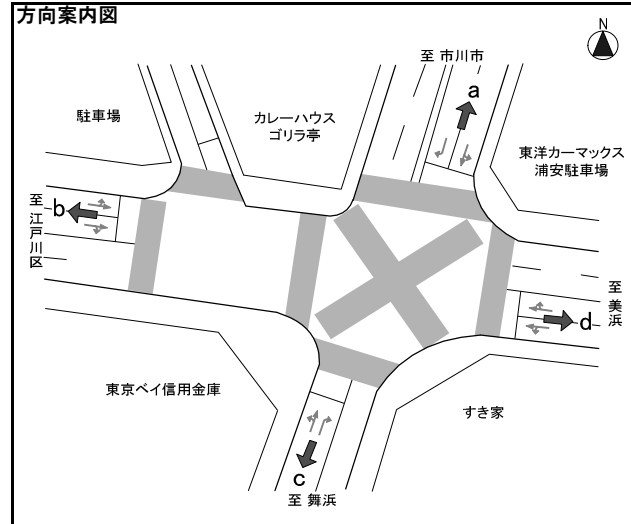 方向案内図
N
至 市川市
a
駐車場
カレーハウス
ゴリラ亭
東洋カーマックス
浦安駐車場
至 江戸川区
b
至 美浜
d
東京ベイ信用金庫
すき家
c
至 舞浜